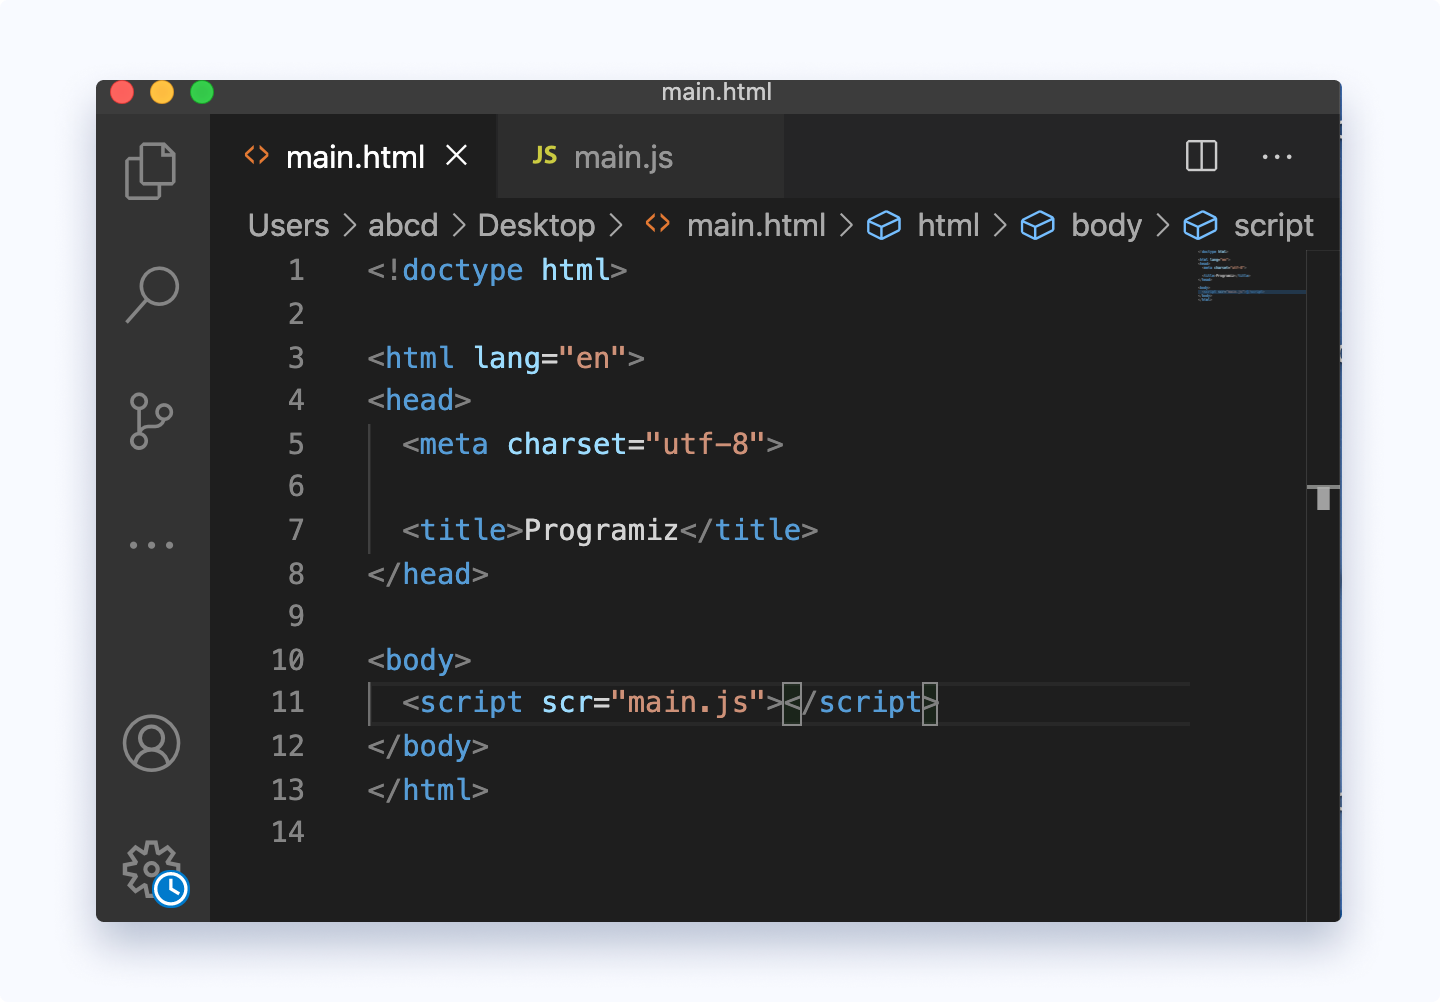 main.html
main.html JS main.js
Users > abcd > Desktop > main.html > html > body > script
1 <!doctype html>
2
3 <html lang="en">
4 <head>
5 <meta charset="utf-8">
6
7 <title>Programiz</title>
8 </head>
9
10 <body>
11 <script scr="main.js"></script>
12 </body>
13 </html>
14